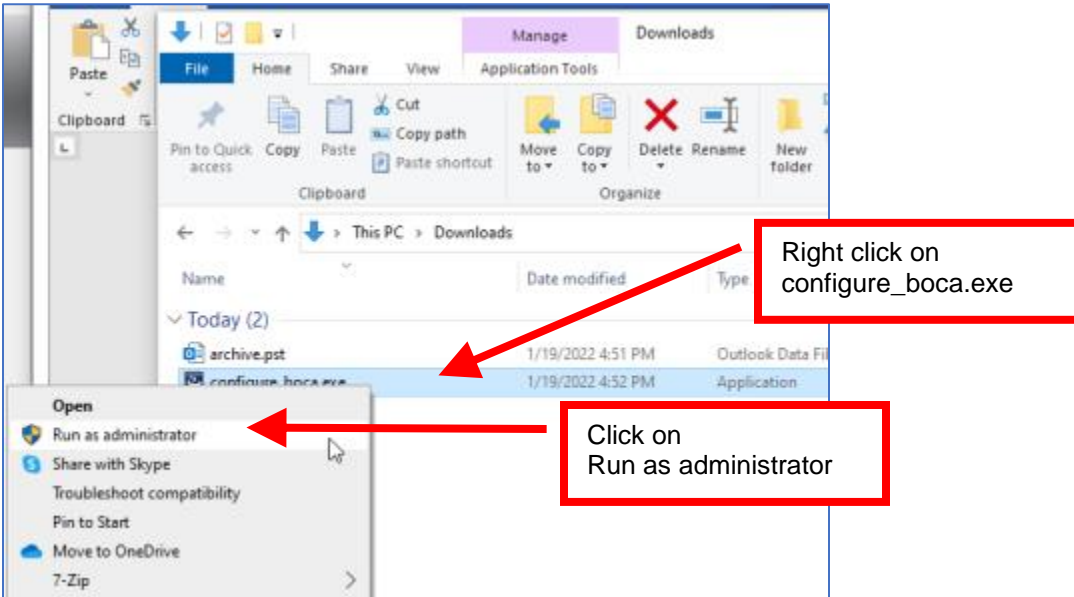 Manage Downloads
Paste
File Home Share View Application Tools
Clipboard
Pin to Quick access
Copy
Paste
Cut
Copy path
Paste shortcut
Move to
Copy to
Delete
Rename
New folder
Clipboard
Organize
This PC > Downloads
Name Date modified Type
Today (2)
archive.pst 1/19/2022 4:51 PM Outlook Data Fil
configure_boca.exe 1/19/2022 4:52 PM Application
Right click on
configure_boca.exe
Click on
Run as administrator
Open
Run as administrator
Share with Skype
Troubleshoot compatibility
Pin to Start
Move to OneDrive
7-Zip